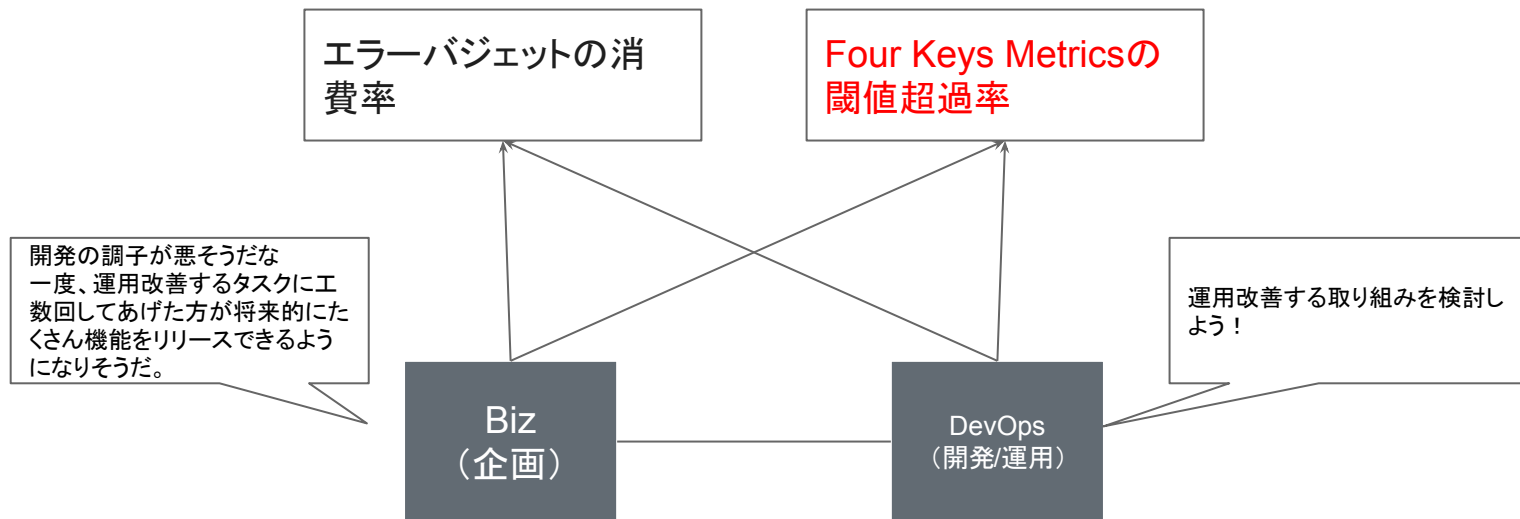 エラーバジェットの消
費率
Four Keys Metricsの
閾値超過率
開発の調子が悪そうだな
一度、運用改善するタスクに工
数回してあげた方が将来的にた
くさん機能をリリースできるよう
になりそうだ。
運用改善する取り組みを検討し
よう！
Biz
（企画）
DevOps
（開発/運用）